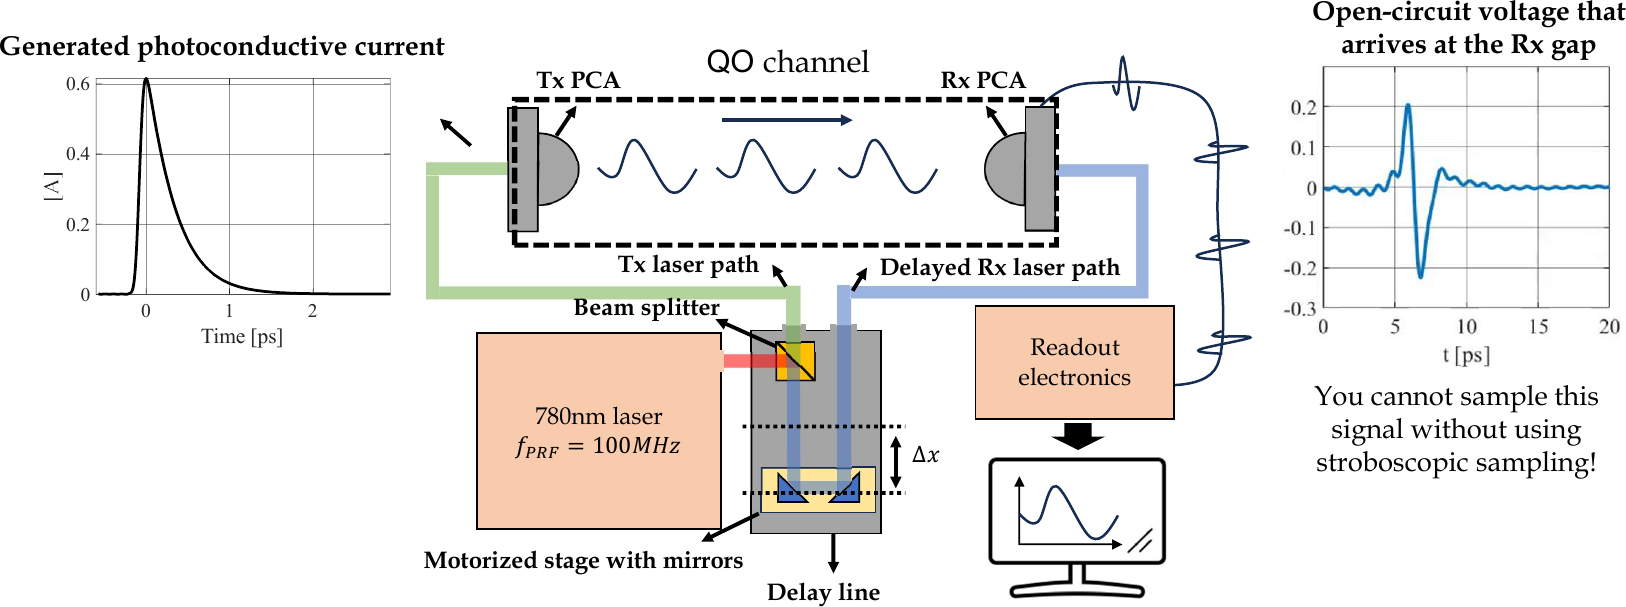 Generated photoconductive current
[A]
0.6
0.4
0.2
0
0
1
2
Time [ps]
QO channel
Tx PCA
Rx PCA
Tx laser path
Delayed Rx laser path
Beam splitter
780nm laser
f_PRF = 100MHz
Δx
Motorized stage with mirrors
Delay line
Readout
electronics
Open-circuit voltage that
arrives at the Rx gap
0.2
0.1
0
-0.1
-0.2
-0.3
0
5
10
15
20
t [ps]
You cannot sample this
signal without using
stroboscopic sampling!